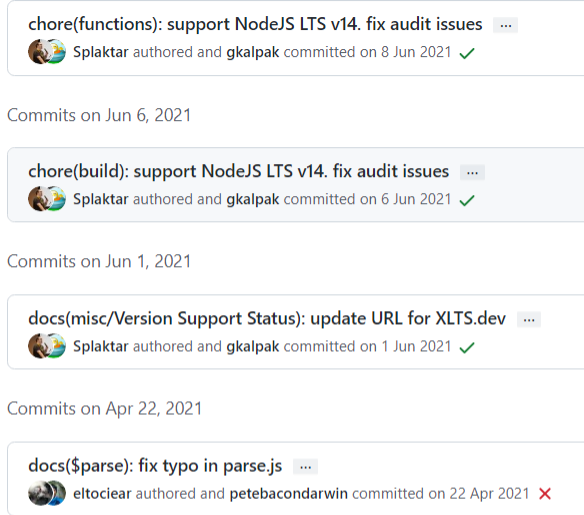 chore(functions): support NodeJS LTS v14. fix audit issues ...
Splaktar authored and gkalpak committed on 8 Jun 2021
Commits on Jun 6, 2021
chore(build): support NodeJS LTS v14. fix audit issues ...
Splaktar authored and gkalpak committed on 6 Jun 2021
Commits on Jun 1, 2021
docs(misc/Version Support Status): update URL for XLTS.dev ...
Splaktar authored and gkalpak committed on 1 Jun 2021
Commits on Apr 22, 2021
docs($parse): fix typo in parse.js ...
eltociear authored and petebacondarwin committed on 22 Apr 2021